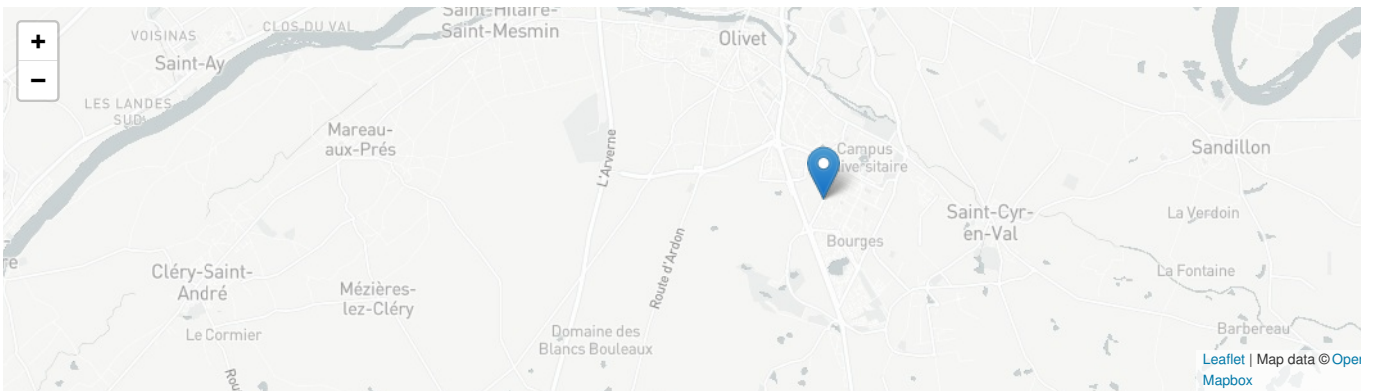 +
−
VOISINAS
CLOS DU VAL
Saint-Hilaire-
Saint-Mesmin
Olivet
Saint-Ay
LES LANDES
SUD
Mareau-
aux-Prés
L'Arverne
Campus
Sandillon
Saint-Cyr-
en-Val
La Verdoin
Bourges
Route d'Ardon
Cléry-Saint-
André
Mézières-
lez-Cléry
La Fontaine
Le Cormier
Domaine des
Blancs Bouleaux
Barbereau
Leaflet | Map data © Oper
Mapbox